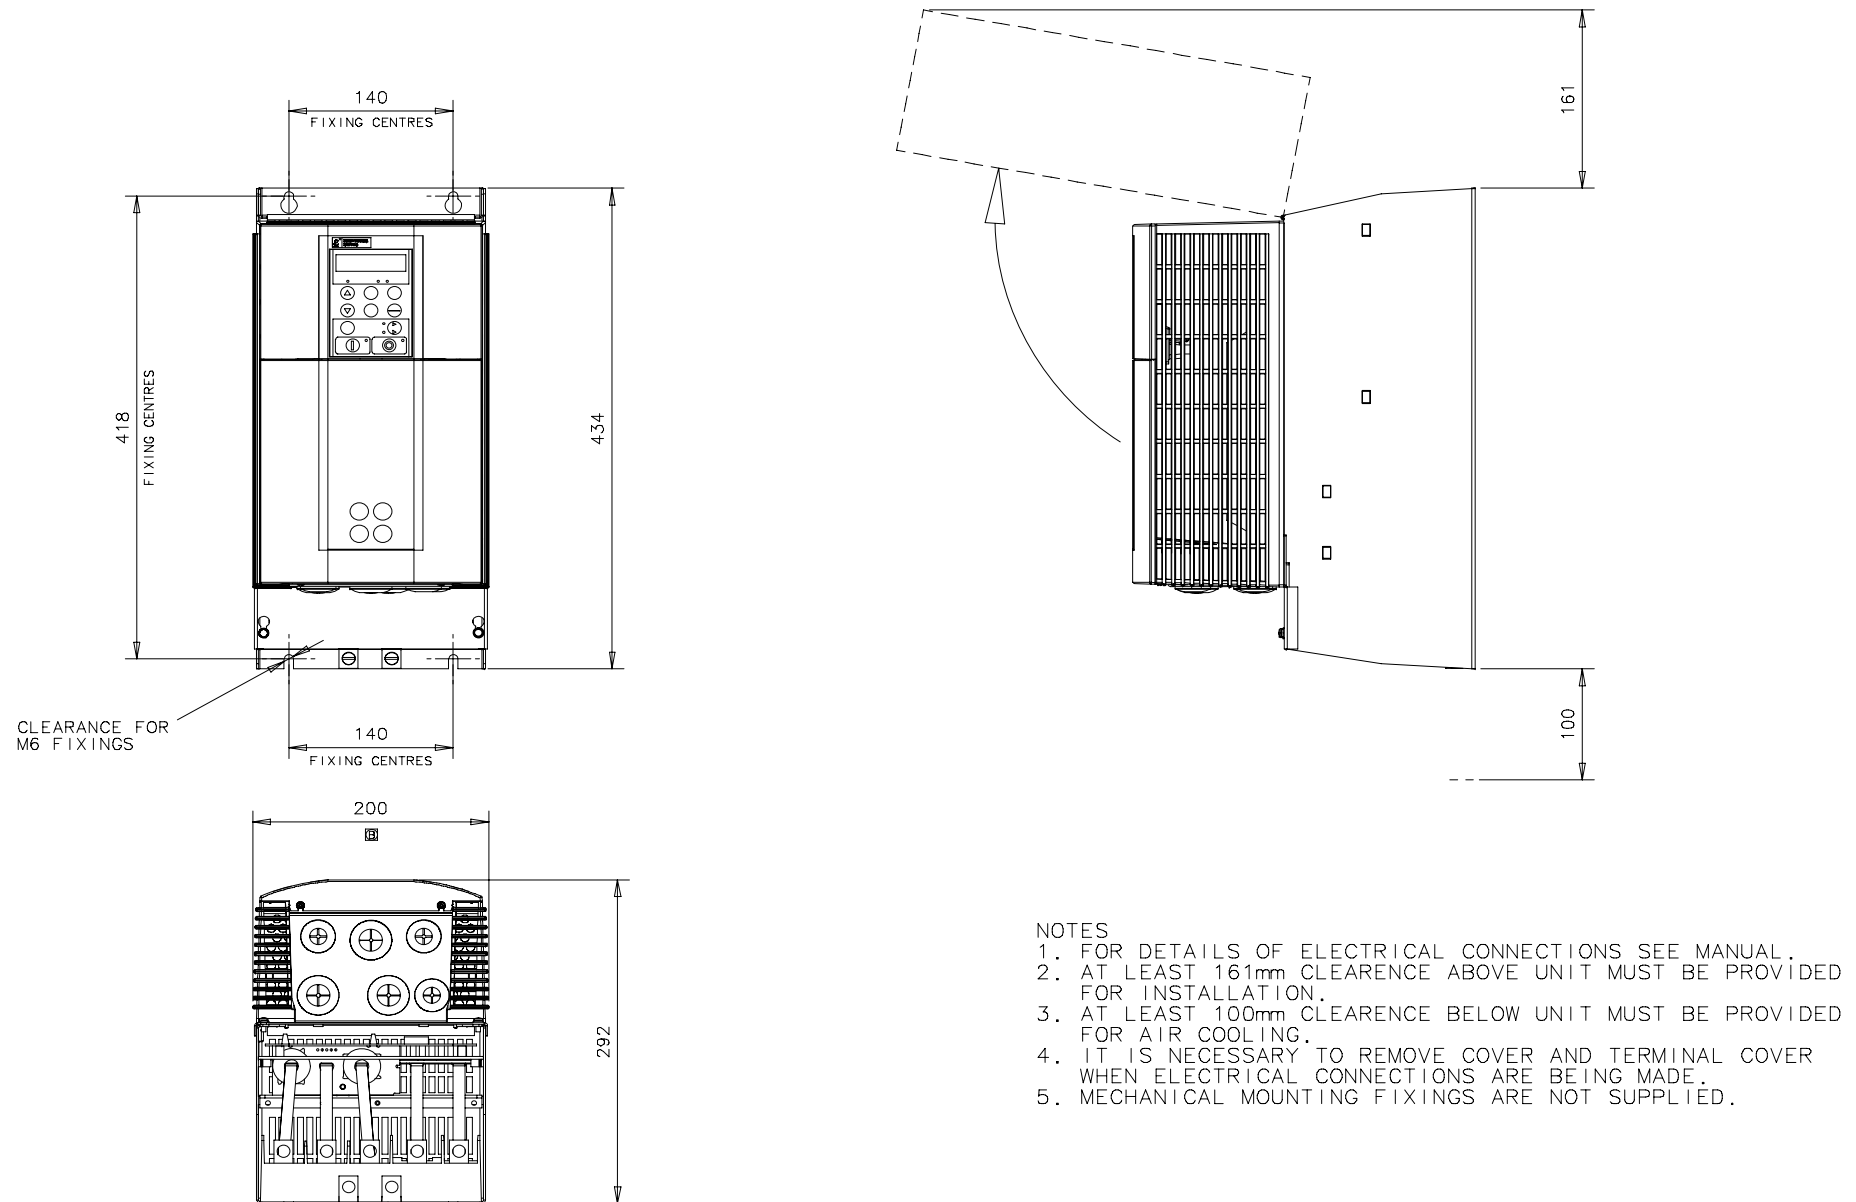 140
FIXING CENTRES
161
418
FIXING CENTRES
434
CLEARANCE FOR
M6 FIXINGS
140
FIXING CENTRES
100
200
B
292
NOTES
1. FOR DETAILS OF ELECTRICAL CONNECTIONS SEE MANUAL.
2. AT LEAST 161mm CLEARENCE ABOVE UNIT MUST BE PROVIDED
FOR INSTALLATION.
3. AT LEAST 100mm CLEARENCE BELOW UNIT MUST BE PROVIDED
FOR AIR COOLING.
4. IT IS NECESSARY TO REMOVE COVER AND TERMINAL COVER
WHEN ELECTRICAL CONNECTIONS ARE BEING MADE.
5. MECHANICAL MOUNTING FIXINGS ARE NOT SUPPLIED.